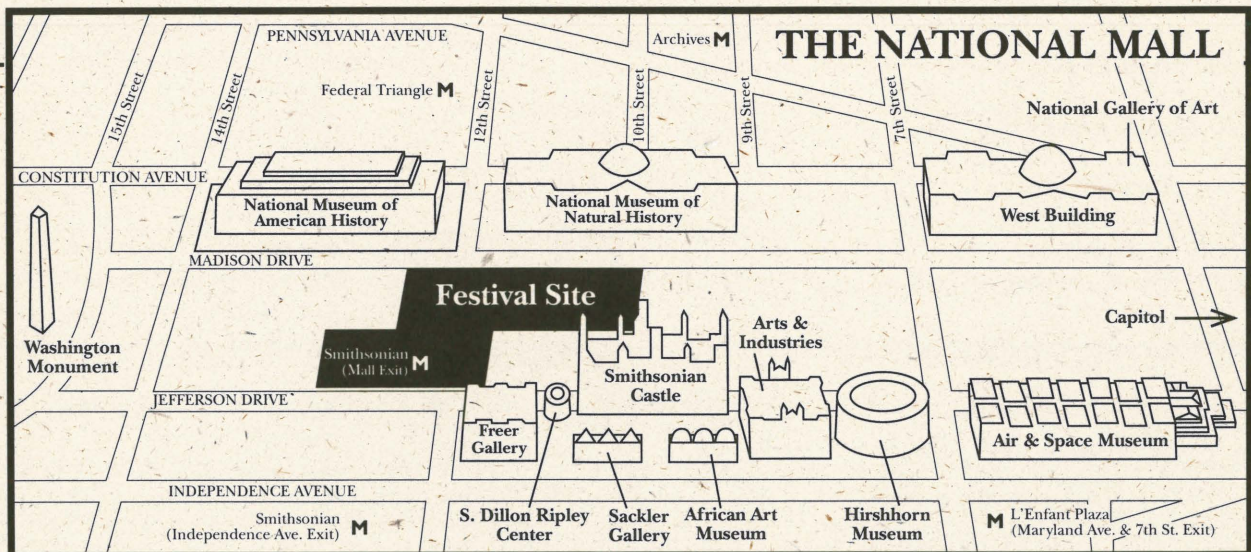 THE NATIONAL MALL
PENNSYLVANIA AVENUE
Archives M
Federal Triangle M
National Gallery of Art
15th Street
14th Street
12th Street
10th Street
9th Street
7th Street
CONSTITUTION AVENUE
National Museum of
American History
National Museum of
Natural History
West Building
MADISON DRIVE
Festival Site
Washington
Monument
Smithsonian
(Mall Exit) M
Smithsonian
Castle
Arts &
Industries
Capitol
JEFFERSON DRIVE
Freer
Gallery
Air & Space Museum
INDEPENDENCE AVENUE
Smithsonian
(Independence Ave. Exit) M
S. Dillon Ripley
Center
Sackler
Gallery
African Art
Museum
Hirshhorn
Museum
M L'Enfant Plaza
(Maryland Ave. & 7th St. Exit)